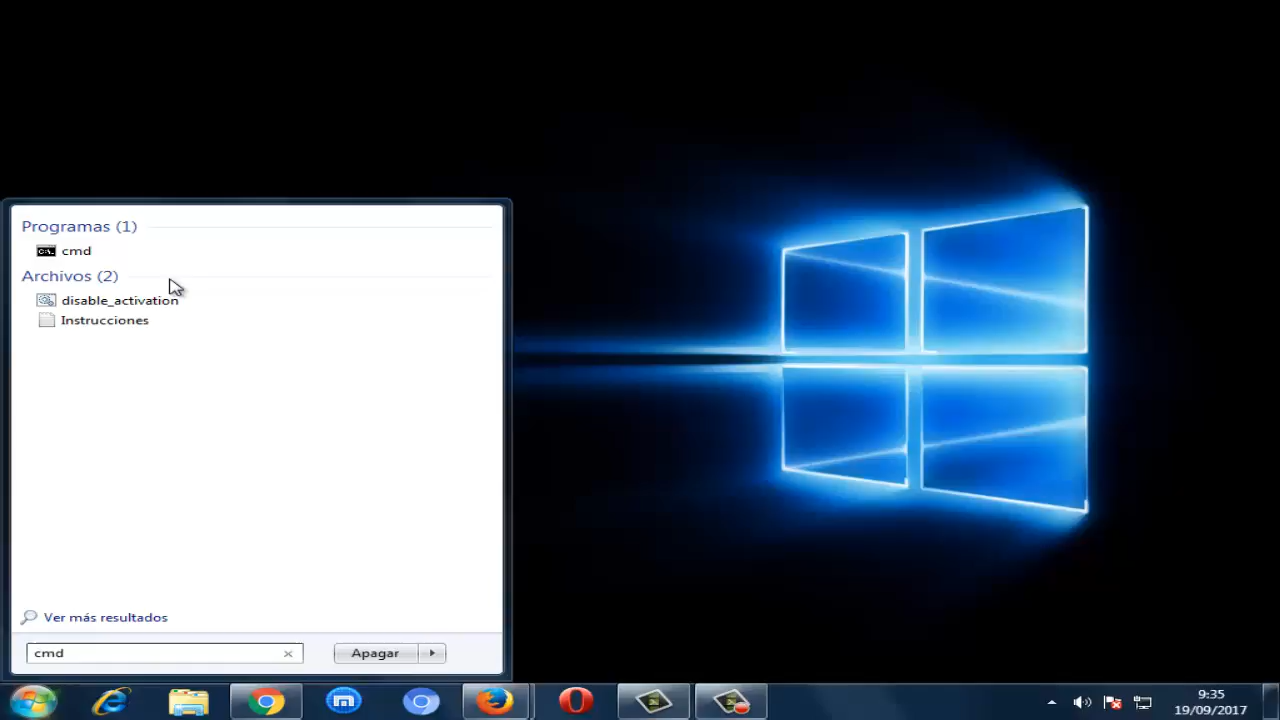 Programas (1)
cmd
Archivos (2)
disable_activation
Instrucciones
Ver más resultados
cmd
Apagar
9:35
19/09/2017